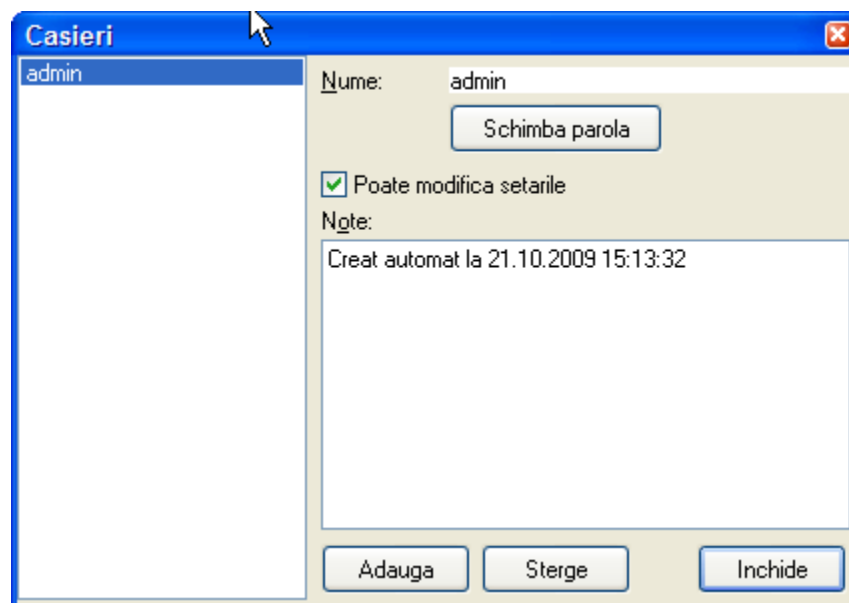 Casieri
admin
Nume: admin
Schimba parola
Poate modifica setarile
Note:
Creat automat la 21.10.2009 15:13:32
Adauga Sterge Inchide